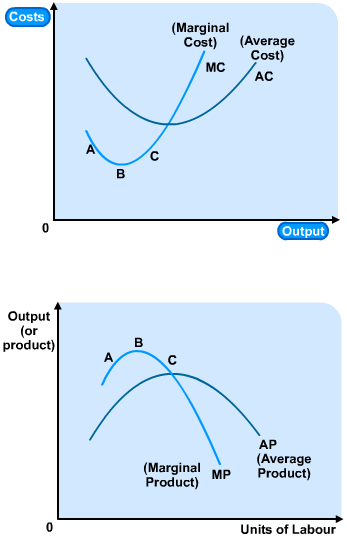 Costs
(Marginal
Cost)
(Average
Cost)
MC
AC
A
B
C
0
Output
Output
(or
product)
A
B
C
AP
(Average
Product)
(Marginal
Product)
MP
0
Units of Labour